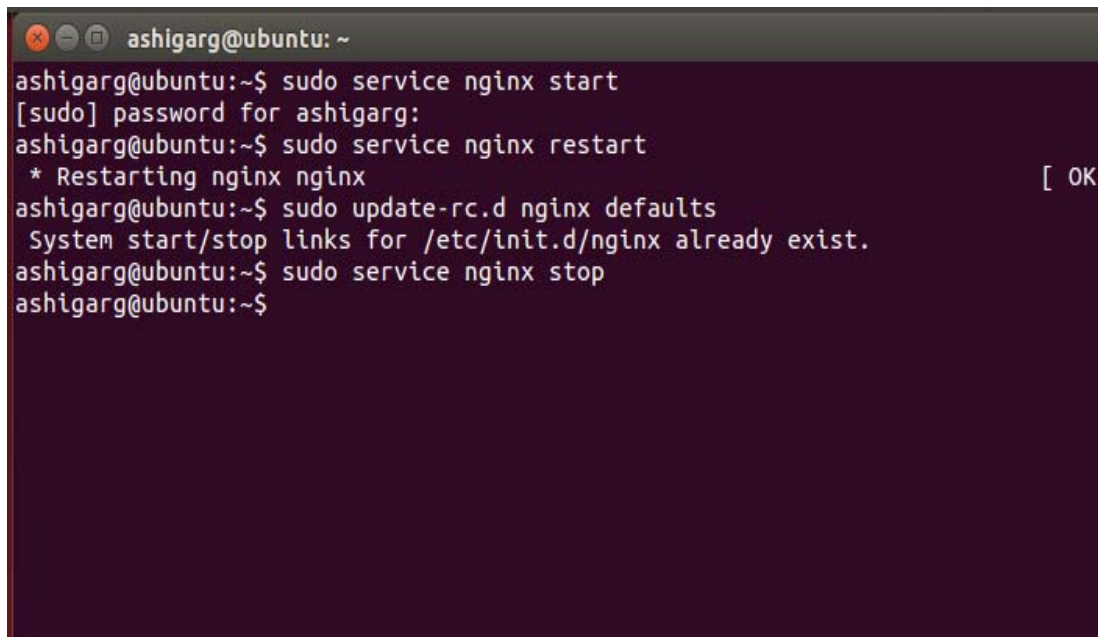 ashigarg@ubuntu: ~
ashigarg@ubuntu:~$ sudo service nginx start
[sudo] password for ashigarg:
ashigarg@ubuntu:~$ sudo service nginx restart
 * Restarting nginx nginx [ OK
ashigarg@ubuntu:~$ sudo update-rc.d nginx defaults
 System start/stop links for /etc/init.d/nginx already exist.
ashigarg@ubuntu:~$ sudo service nginx stop
ashigarg@ubuntu:~$